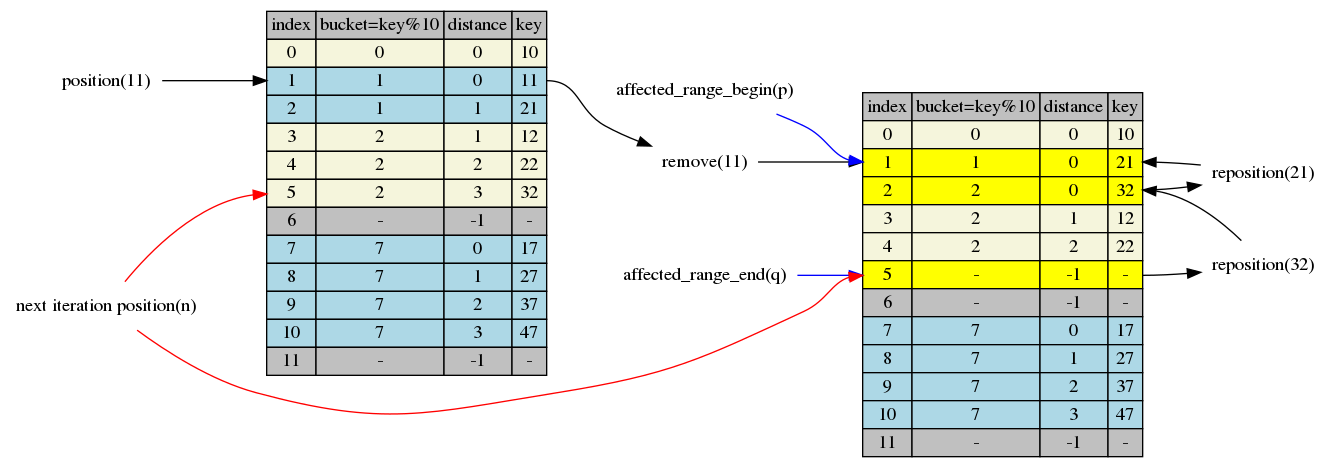 index bucket=key%10 distance key
0 0 0 10
position(11)
1 1 0 11
2 1 1 21
3 2 1 12
4 2 2 22
5 2 3 32
6 - -1 -
7 7 0 17
8 7 1 27
9 7 2 37
10 7 3 47
11 - -1 -
next iteration position(n)
affected_range_begin(p)
remove(11)
affected_range_end(q)
index bucket=key%10 distance key
0 0 0 10
1 1 0 21
2 2 0 32
3 2 1 12
4 2 2 22
5 - -1 -
6 - -1 -
7 7 0 17
8 7 1 27
9 7 2 37
10 7 3 47
11 - -1 -
reposition(21)
reposition(32)